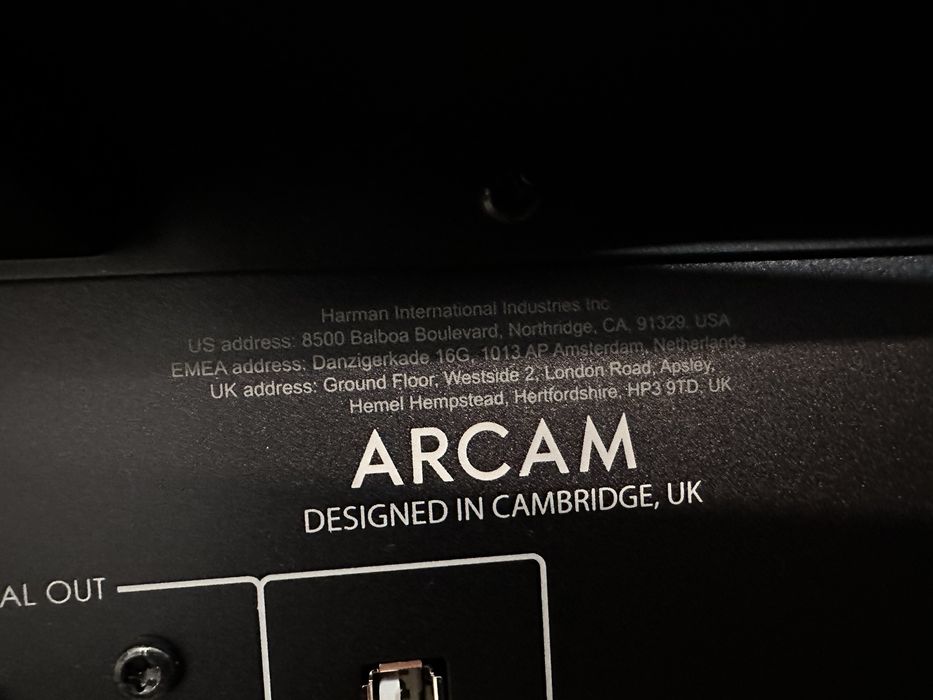 Harman International Industries Inc
US address: 8500 Balboa Boulevard, Northridge, CA, 91329. USA
EMEA address: Danzigerkade 16G, 1013 AP Amsterdam, Netherlands
UK address: Ground Floor, Westside 2, London Road, Apsley,
Hemel Hempstead, Hertfordshire, HP3 9TD, UK
ARCAM
DESIGNED IN CAMBRIDGE, UK
AL OUT